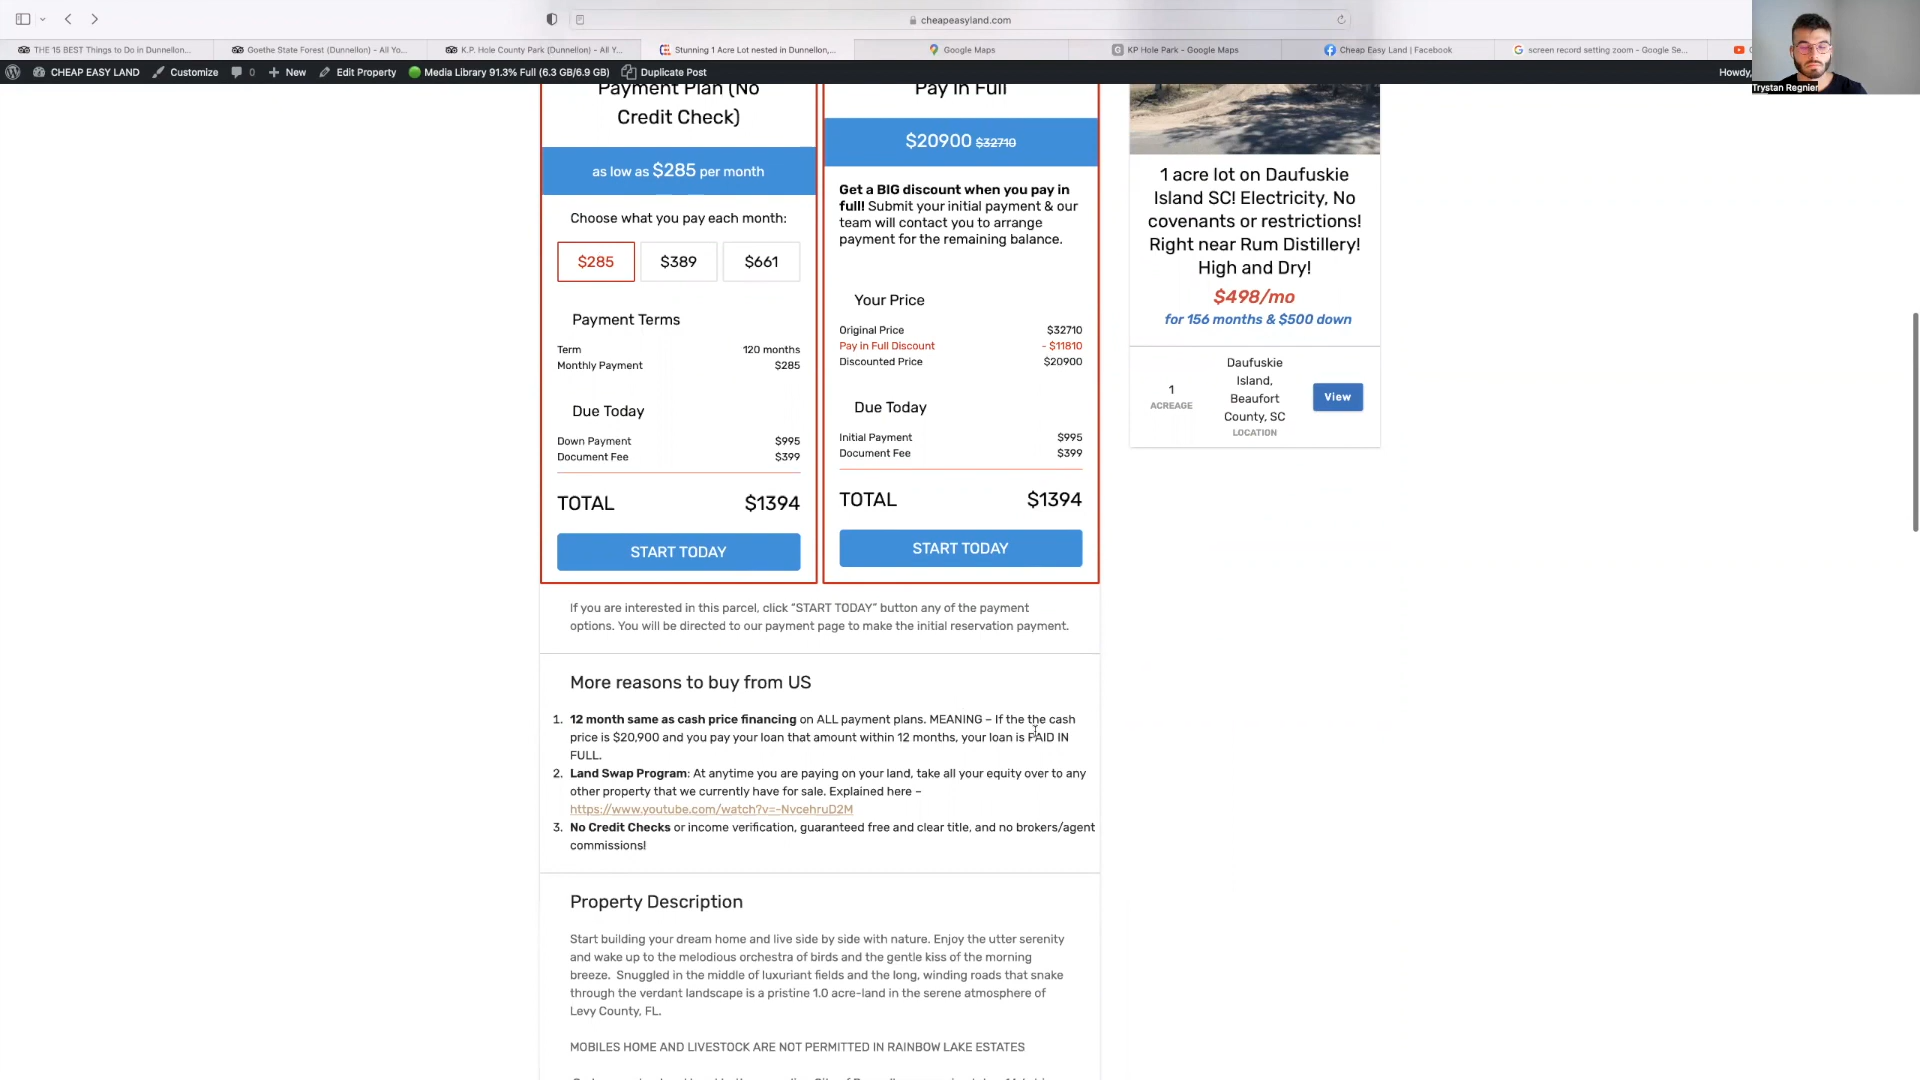 cheapeasyland.com
THE 15 BEST Things to Do in Dunnellon...
Goethe State Forest (Dunnellon) - All Yo...
K.P. Hole County Park (Dunnellon) - All Y...
Stunning 1 Acre Lot nested in Dunnellon,...
Google Maps
KP Hole Park - Google Maps
Cheap Easy Land | Facebook
screen record setting zoom - Google Se...
CHEAP EASY LAND
Customize
0
New
Edit Property
Media Library 91.3% Full (6.3 GB/6.9 GB)
Duplicate Post
Howdy,
Trystan Regnier
Payment Plan (No
Credit Check)
as low as $285 per month
Choose what you pay each month:
$285
$389
$661
Payment Terms
Term 120 months
Monthly Payment $285
Due Today
Down Payment $995
Document Fee $399
TOTAL $1394
START TODAY
Pay In Full
$20900 $32710
Get a BIG discount when you pay in
full! Submit your initial payment & our
team will contact you to arrange
payment for the remaining balance.
Your Price
Original Price $32710
Pay in Full Discount - $11810
Discounted Price $20900
Due Today
Initial Payment $995
Document Fee $399
TOTAL $1394
START TODAY
1 acre lot on Daufuskie
Island SC! Electricity, No
covenants or restrictions!
Right near Rum Distillery!
High and Dry!
$498/mo
for 156 months & $500 down
1
ACREAGE
Daufuskie
Island,
Beaufort
County, SC
LOCATION
View
If you are interested in this parcel, click “START TODAY” button any of the payment
options. You will be directed to our payment page to make the initial reservation payment.
More reasons to buy from US
1. 12 month same as cash price financing on ALL payment plans. MEANING – If the the cash
price is $20,900 and you pay your loan that amount within 12 months, your loan is PAID IN
FULL.
2. Land Swap Program: At anytime you are paying on your land, take all your equity over to any
other property that we currently have for sale. Explained here –
https://www.youtube.com/watch?v=-NvcehruD2M
3. No Credit Checks or income verification, guaranteed free and clear title, and no brokers/agent
commissions!
Property Description
Start building your dream home and live side by side with nature. Enjoy the utter serenity
and wake up to the melodious orchestra of birds and the gentle kiss of the morning
breeze. Snuggled in the middle of luxuriant fields and the long, winding roads that snake
through the verdant landscape is a pristine 1.0 acre-land in the serene atmosphere of
Levy County, FL.
MOBILES HOME AND LIVESTOCK ARE NOT PERMITTED IN RAINBOW LAKE ESTATES